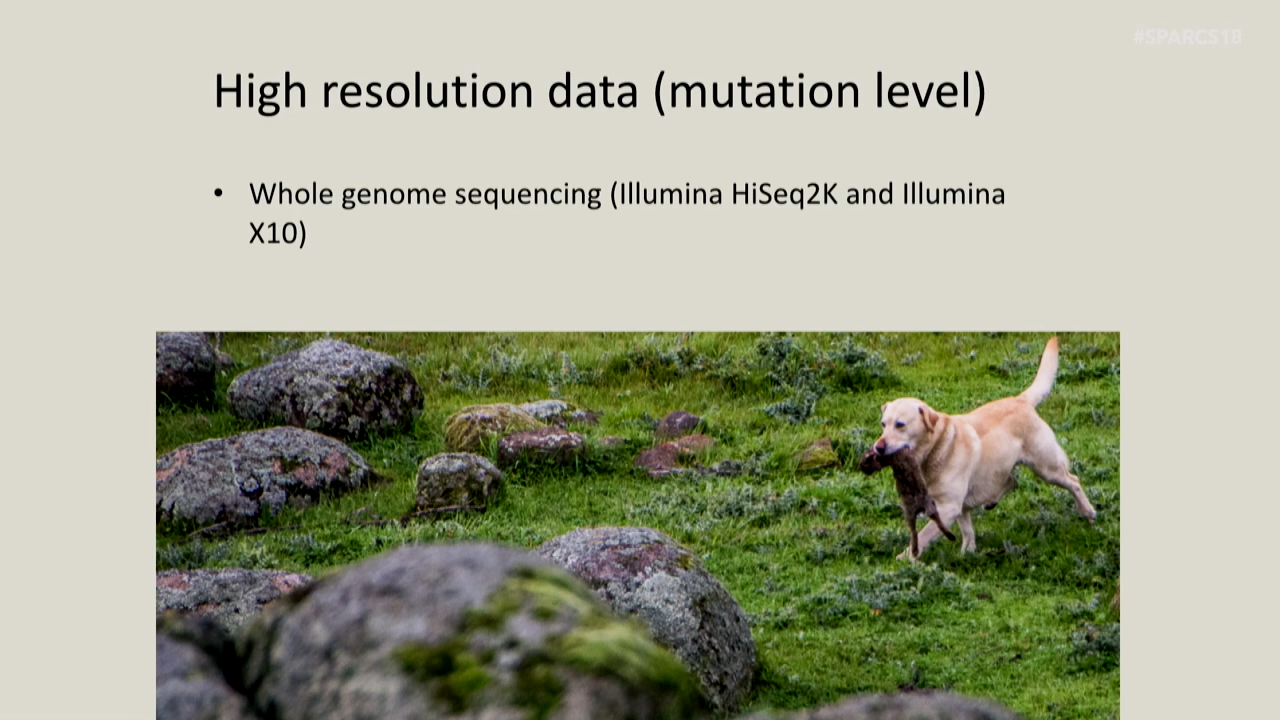 #SPARCS18
High resolution data (mutation level)
• Whole genome sequencing (Illumina HiSeq2K and Illumina
X10)